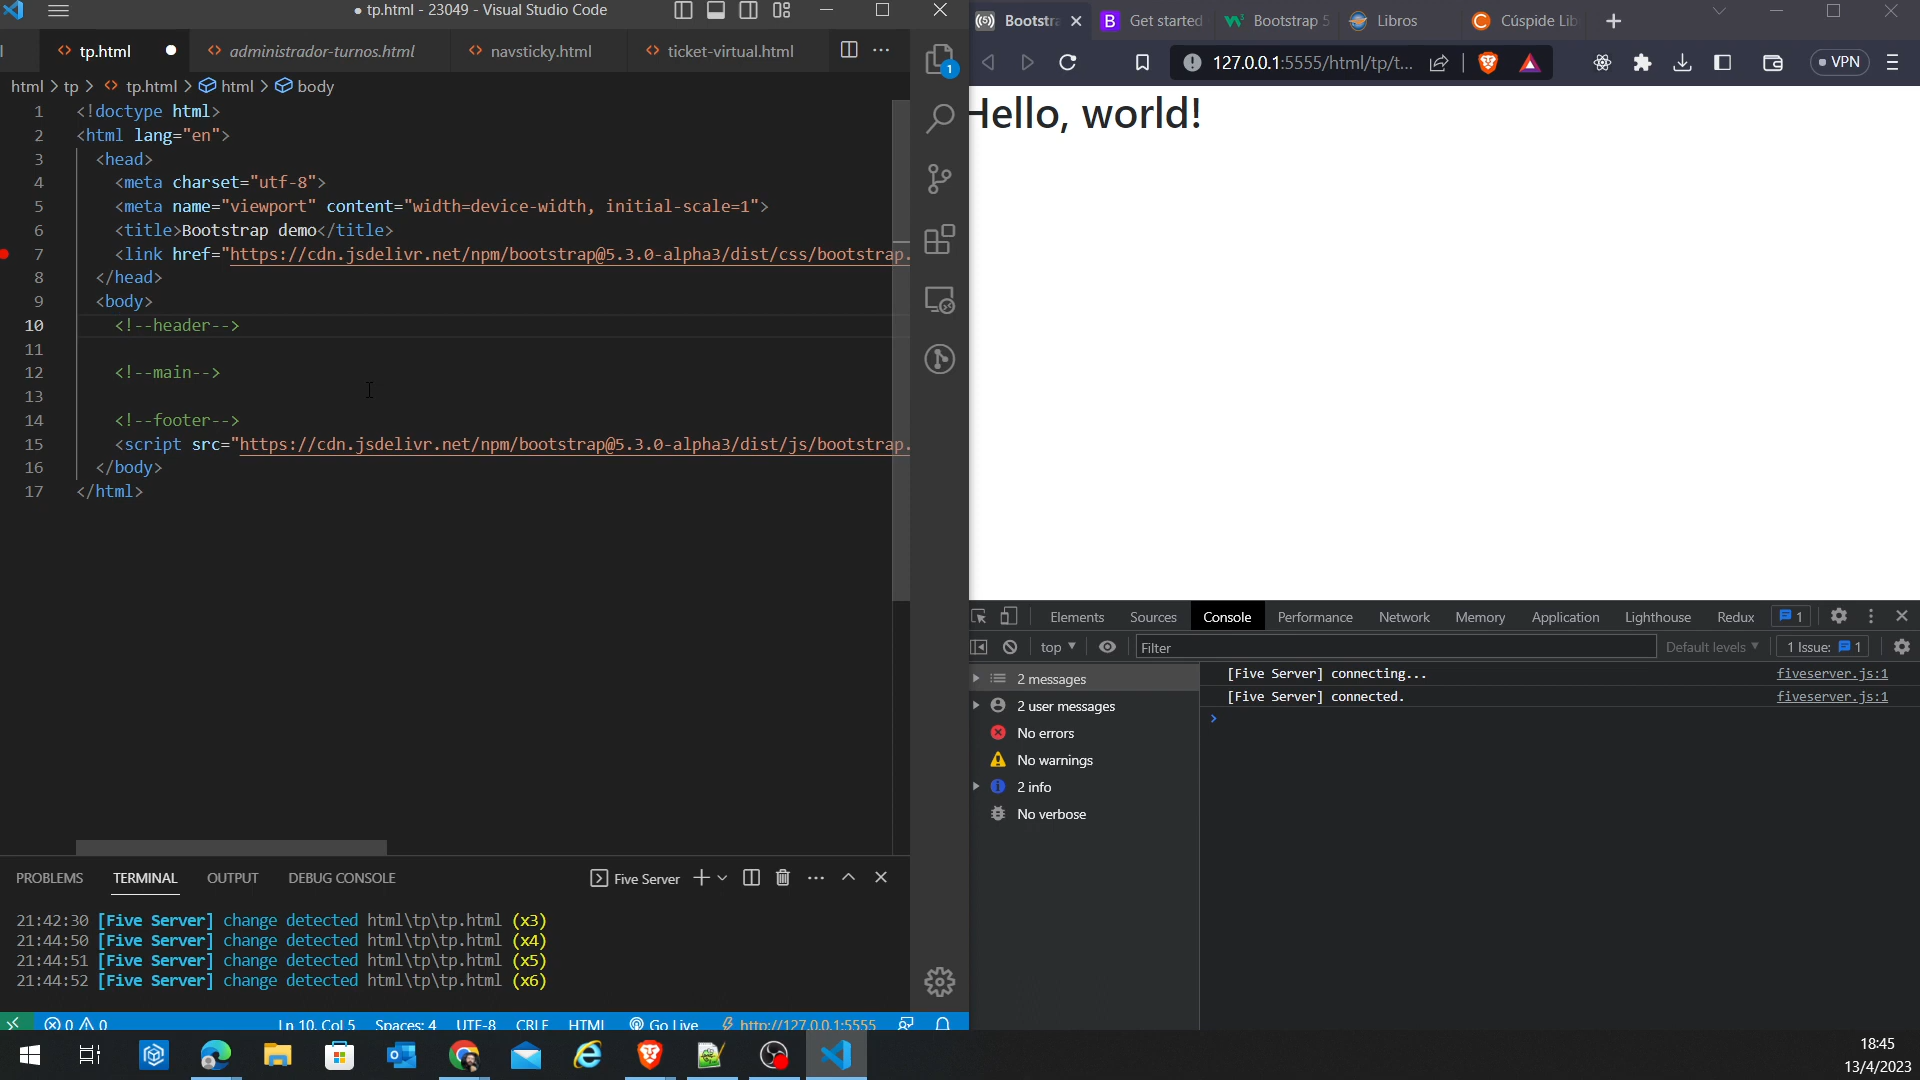 tp.html - 23049 - Visual Studio Code
tp.html
administrador-turnos.html
navsticky.html
ticket-virtual.html
html > tp > tp.html > html > body
1 <!doctype html>
2 <html lang="en">
3 <head>
4 <meta charset="utf-8">
5 <meta name="viewport" content="width=device-width, initial-scale=1">
6 <title>Bootstrap demo</title>
7 <link href="https://cdn.jsdelivr.net/npm/bootstrap@5.3.0-alpha3/dist/css/bootstrap.
8 </head>
9 <body>
10 <!--header-->
11
12 <!--main-->
13
14 <!--footer-->
15 <script src="https://cdn.jsdelivr.net/npm/bootstrap@5.3.0-alpha3/dist/js/bootstrap.
16 </body>
17 </html>
1
PROBLEMS TERMINAL OUTPUT DEBUG CONSOLE
Five Server
21:42:30 [Five Server] change detected html\tp\tp.html (x3)
21:44:50 [Five Server] change detected html\tp\tp.html (x4)
21:44:51 [Five Server] change detected html\tp\tp.html (x5)
21:44:52 [Five Server] change detected html\tp\tp.html (x6)
0 0 Ln 10, Col 5 Spaces: 4 UTF-8 CRLF HTML Go Live http://127.0.0.1:5555
Bootstra Get started Bootstrap 5 Libros Cúspide Lib
127.0.0.1:5555/html/tp/t... VPN
Hello, world!
Elements Sources Console Performance Network Memory Application Lighthouse Redux 1
top Filter Default levels 1 Issue: 1
2 messages
2 user messages
No errors
No warnings
2 info
No verbose
[Five Server] connecting... fiveserver.js:1
[Five Server] connected. fiveserver.js:1
18:45
13/4/2023